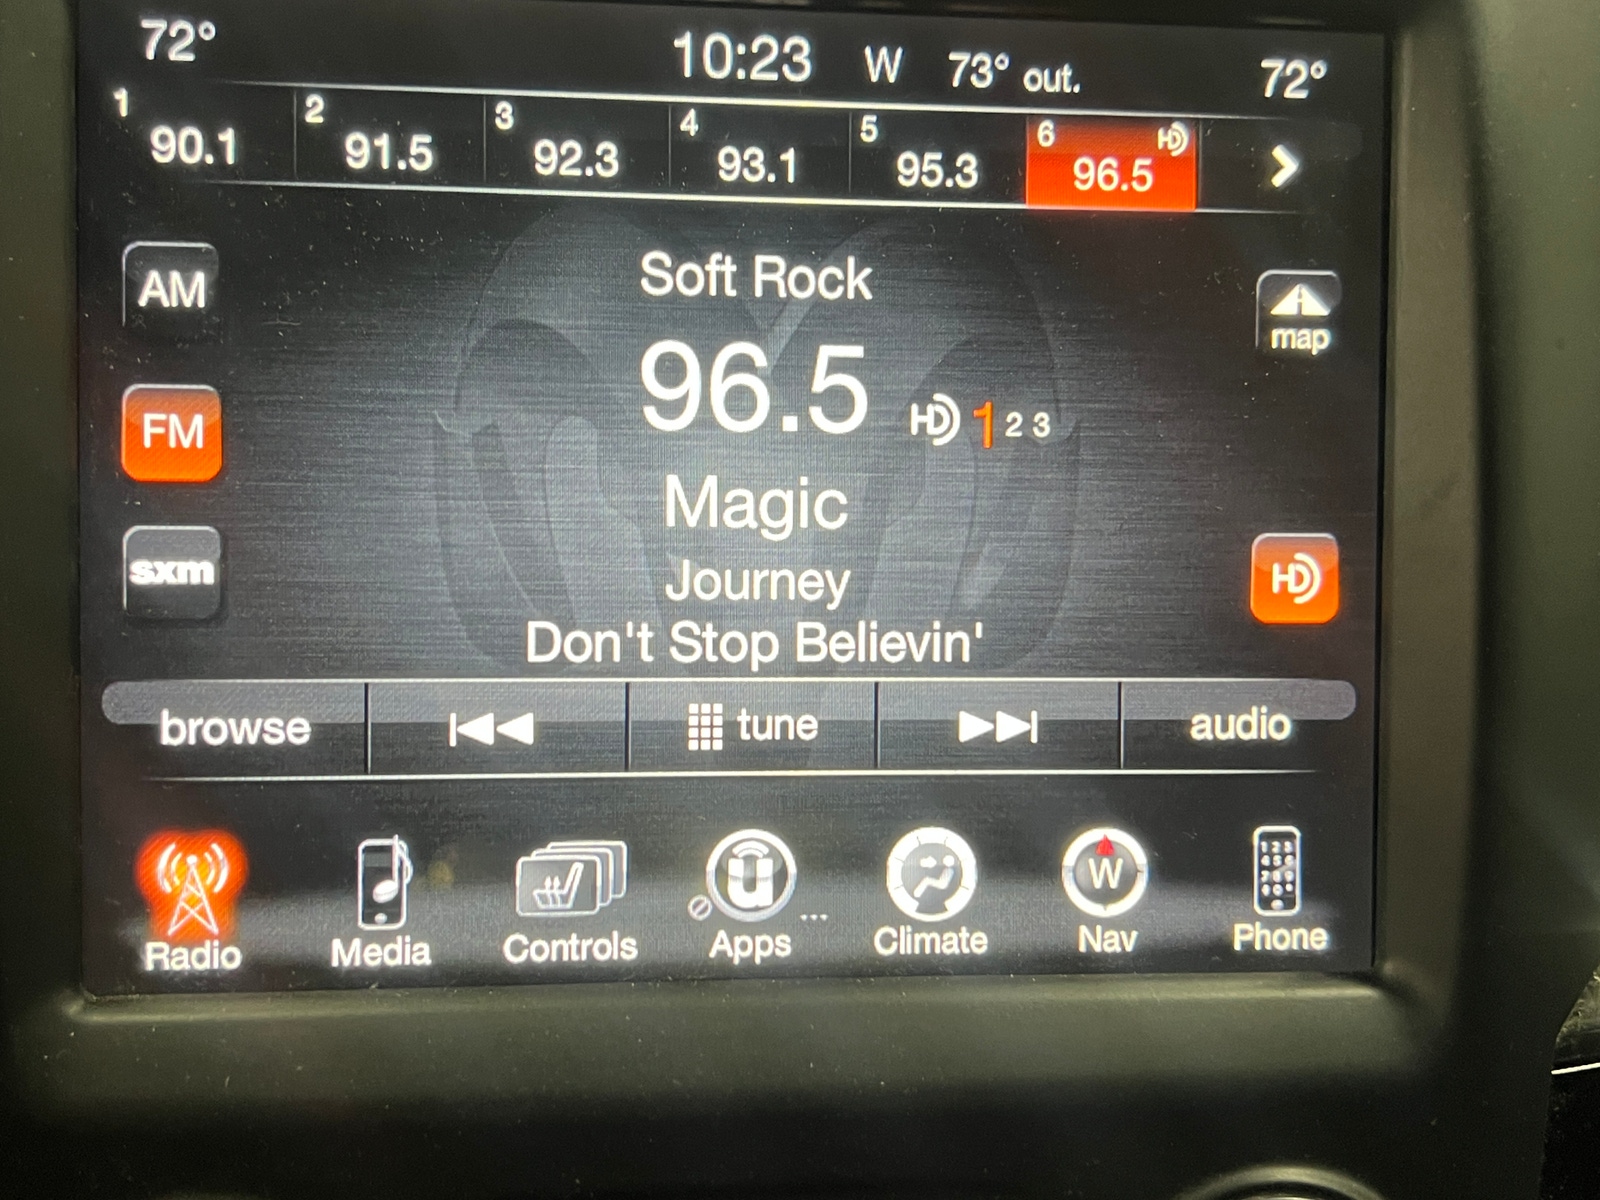 72° 10:23 W 73° out. 72°
1 90.1 2 91.5 3 92.3 4 93.1 5 95.3 6 HD 96.5
AM
Soft Rock
map
96.5 HD 1 2 3
FM
Magic
sxm
Journey
HD
Don't Stop Believin'
browse tune audio
W
Radio Media Controls Apps Climate Nav Phone